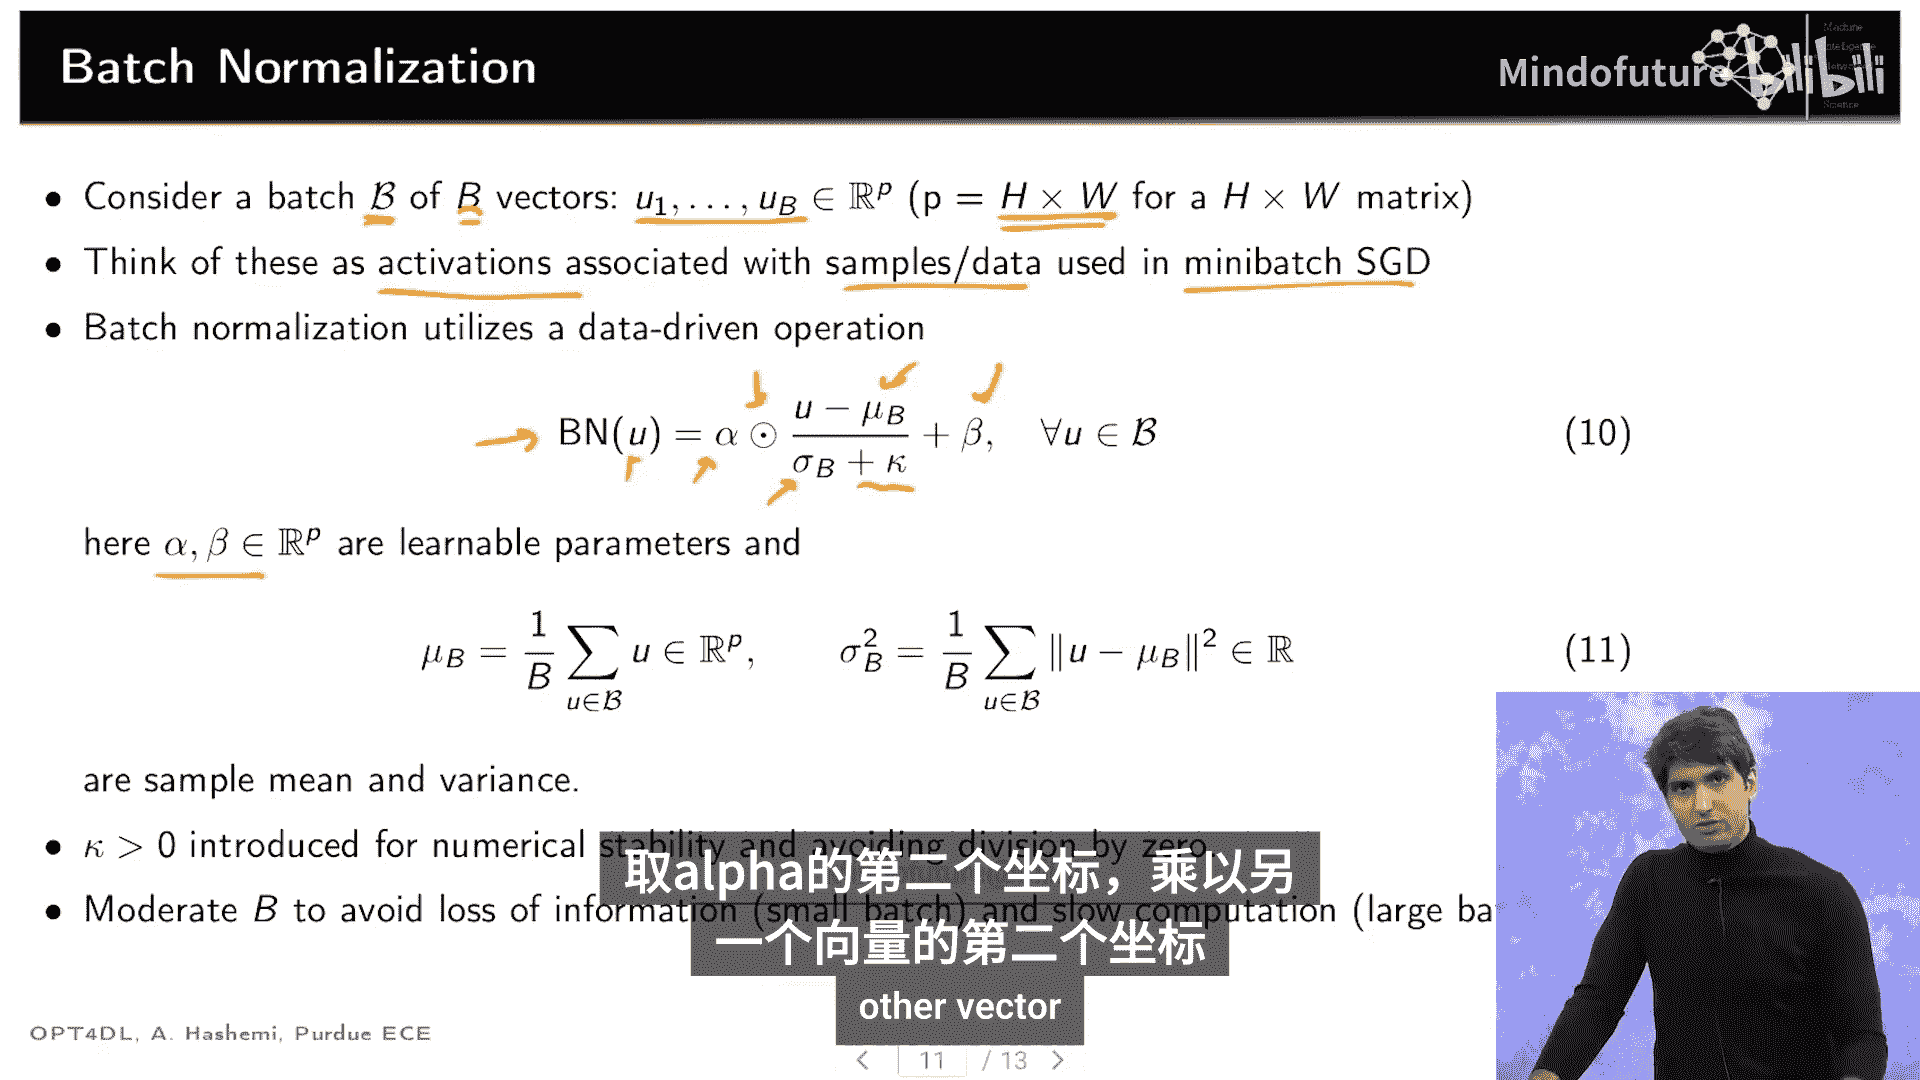 Batch Normalization
Mindofuture bilibili
Machine
Intelligence
Science
• Consider a batch ℬ of B vectors: u₁, . . . , u_B ∈ ℝᵖ (p = H × W for a H × W matrix)
• Think of these as activations associated with samples/data used in minibatch SGD
• Batch normalization utilizes a data-driven operation
BN(u) = α ⊙ (u − μ_B)/(σ_B + κ) + β, ∀u ∈ ℬ (10)
here α, β ∈ ℝᵖ are learnable parameters and
μ_B = 1/B ∑_{u∈ℬ} u ∈ ℝᵖ, σ²_B = 1/B ∑_{u∈ℬ} ‖u − μ_B‖² ∈ ℝ (11)
are sample mean and variance.
• κ > 0 introduced for numerical stability and avoiding division by zero.
取alpha的第二个坐标，乘以另
• Moderate B to avoid loss of information (small batch) and slow computation (large ba
一个向量的第二个坐标
other vector
OPT4DL, A. Hashemi, Purdue ECE
11 / 13